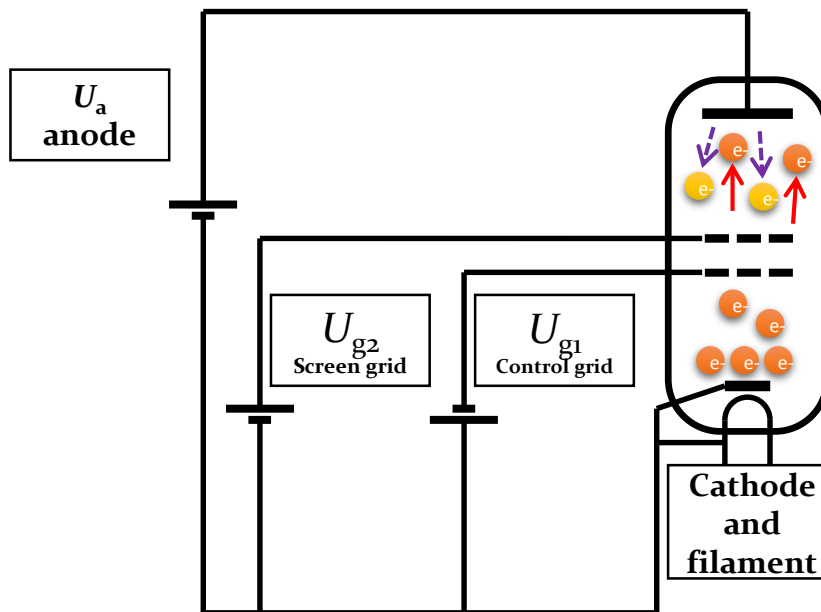 Ua
anode
e-
e-
e-
e-
Ug2
Screen grid
Ug1
Control grid
e-
e-
e- e- e-
Cathode
and
filament